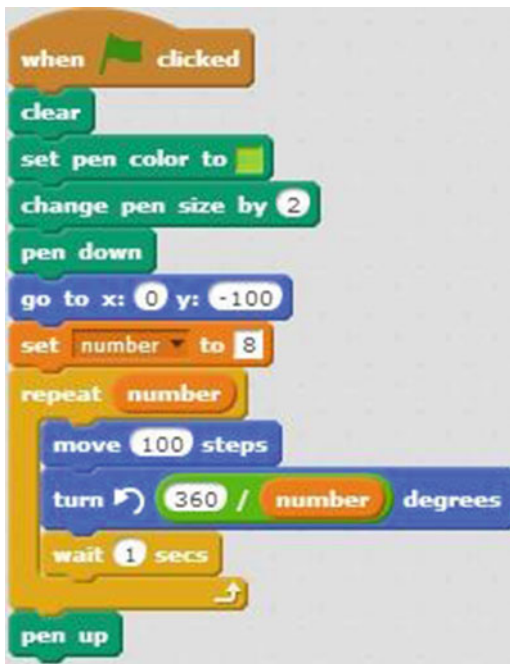 when clicked
clear
set pen color to
change pen size by 2
pen down
go to x: 0 y: -100
set number to 8
repeat number
move 100 steps
turn 360 / number degrees
wait 1 secs
pen up